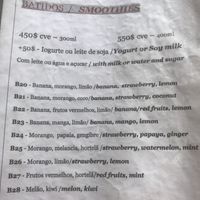 BATIDOS / SMOOTHIES
450$ cve – 300ml 550$ cve – 400ml
+50$ - Iogurte ou leite de soja / Yogurt or Soy milk
Com leite ou água e açucar / with milk or water and sugar
B20 - Banana, morango, limão / banana, strawberry, lemon
B21 - Banana, morango, coco / banana, strawberry, coconut
B22 - Banana, frutos vermelhos, limão / banana/red fruits, lemon
B23 - Banana, manga, limão / banana, mango, lemon
B24 - Morango, papaia, gengibre / strawberry, papaya, ginger
B25 - Morango, melancia, hortelã / strawberry, watermelon, mint
B26 - Morango, limão / strawberry, lemon
B27 - Frutos vermelhos, hortelã / red fruits, mint
B28 - Melão, kiwi / melon, kiwi